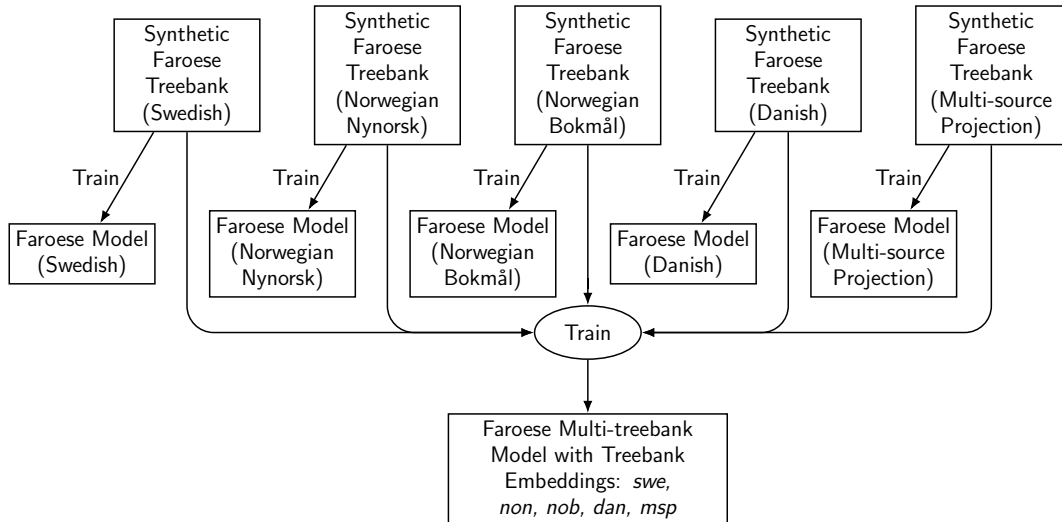 Synthetic
Faroese
Treebank
(Swedish)
Synthetic
Faroese
Treebank
(Norwegian
Nynorsk)
Synthetic
Faroese
Treebank
(Norwegian
Bokmål)
Synthetic
Faroese
Treebank
(Danish)
Synthetic
Faroese
Treebank
(Multi-source
Projection)
Train
Train
Train
Train
Train
Faroese Model
(Swedish)
Faroese Model
(Norwegian
Nynorsk)
Faroese Model
(Norwegian
Bokmål)
Faroese Model
(Danish)
Faroese Model
(Multi-source
Projection)
Train
Faroese Multi-treebank
Model with Treebank
Embeddings: swe,
non, nob, dan, msp